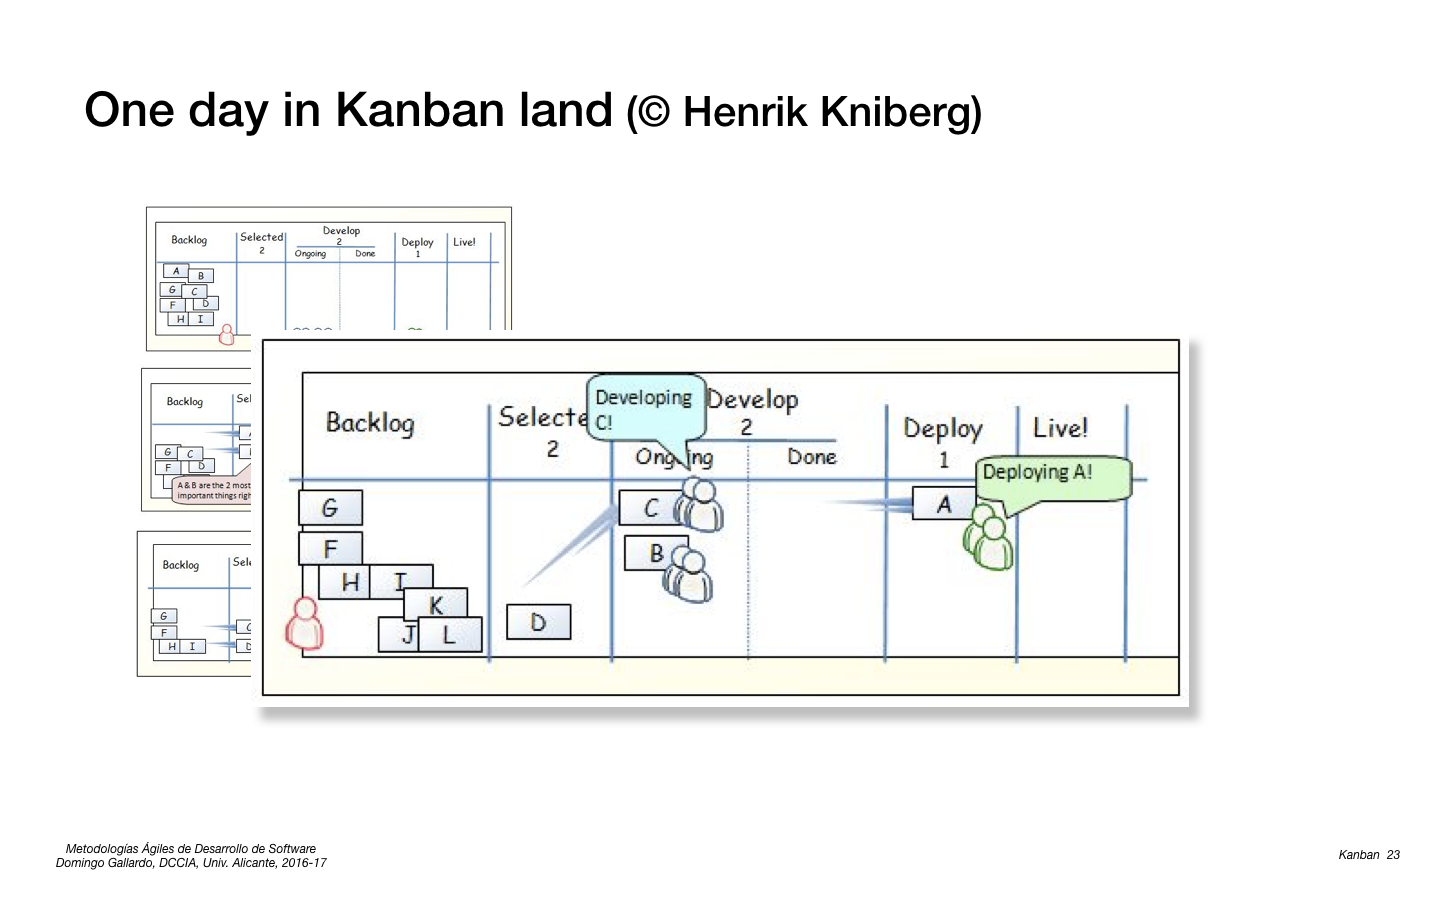 One day in Kanban land (© Henrik Kniberg)
Backlog
Selected
2
Develop
2
Ongoing
Done
Deploy
1
Live!
A
B
G
C
F
D
H
I
Backlog
G
C
F
D
A & B are the 2 most
important things righ
Backlog
G
F
H
I
Developing
C!
Backlog
Selecte
2
Develop
2
Ongoing
Done
Deploy
1
Live!
Deploying A!
G
C
A
F
B
H
I
K
J
L
D
Metodologías Ágiles de Desarrollo de Software
Domingo Gallardo, DCCIA, Univ. Alicante, 2016-17
Kanban 23